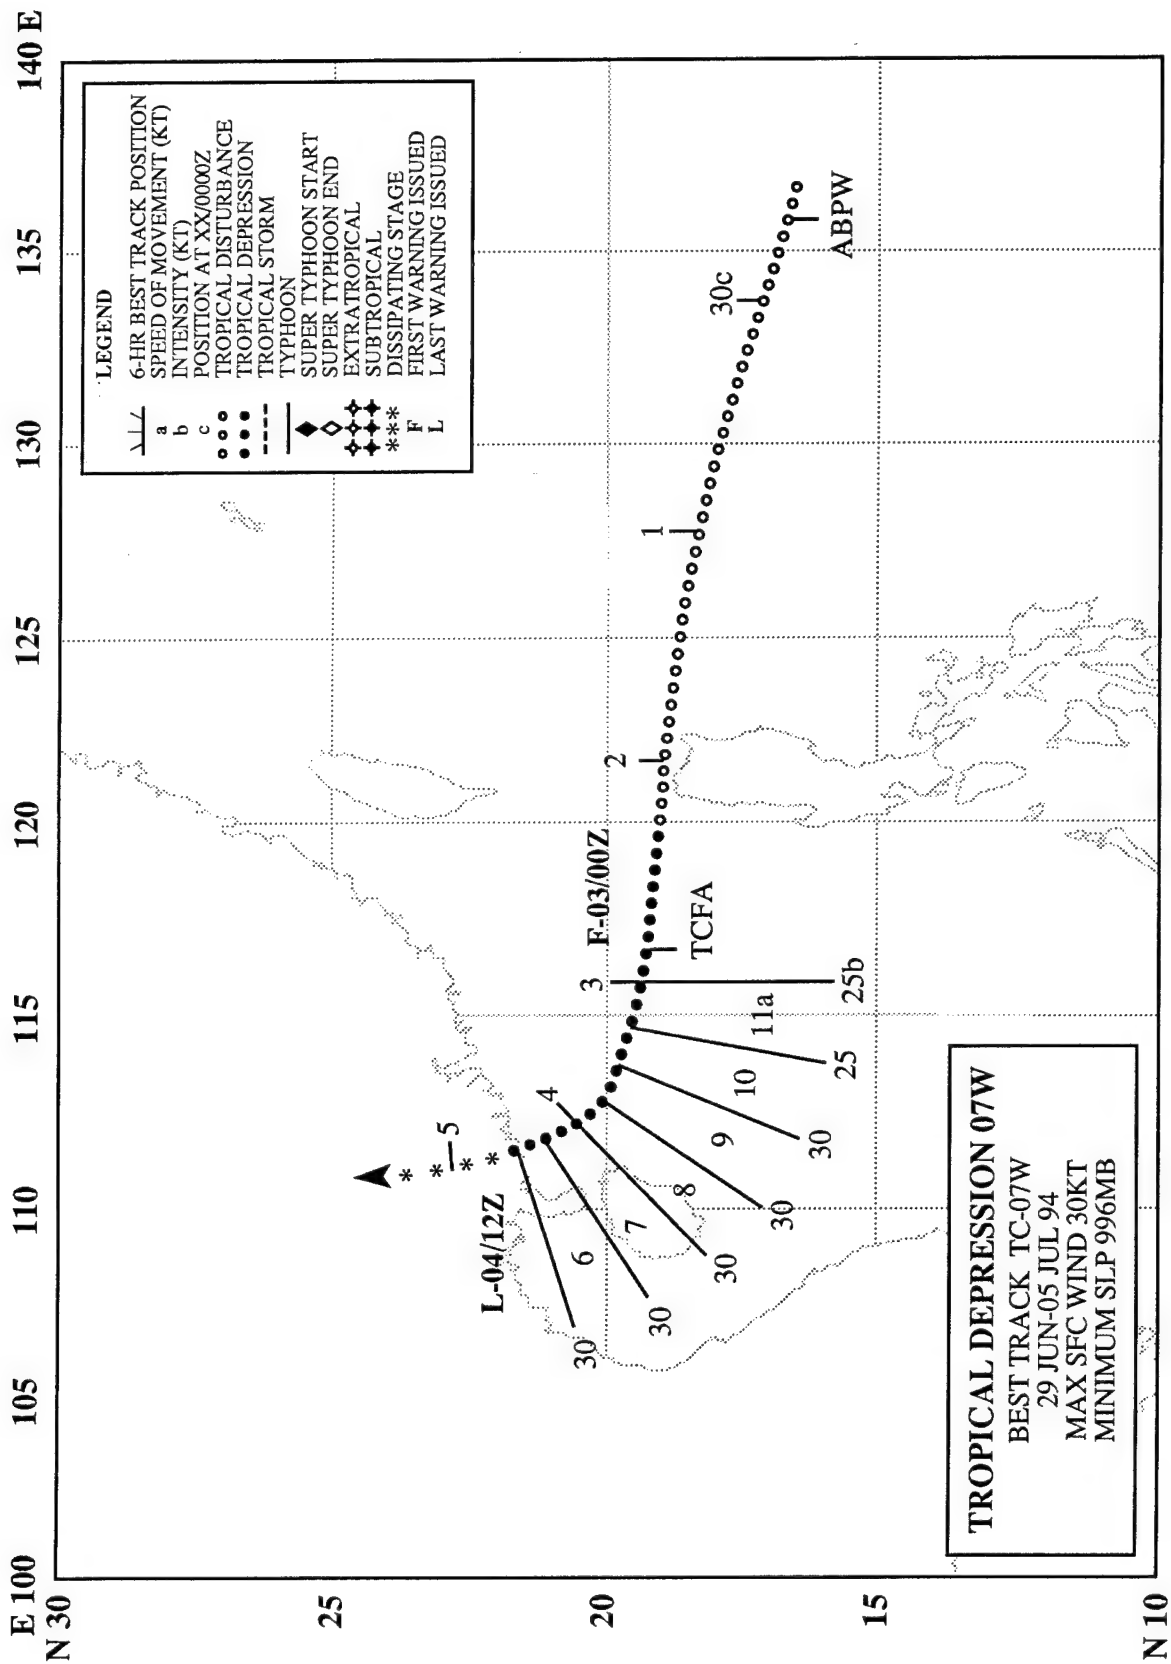 E 100
105
110
115
120
125
130
135
140 E
N 30
25
20
15
N 10
LEGEND
6-HR BEST TRACK POSITION
a SPEED OF MOVEMENT (KT)
b INTENSITY (KT)
c POSITION AT XX/0000Z
TROPICAL DISTURBANCE
TROPICAL DEPRESSION
TROPICAL STORM
TYPHOON
SUPER TYPHOON START
SUPER TYPHOON END
EXTRATROPICAL
SUBTROPICAL
*** DISSIPATING STAGE
F FIRST WARNING ISSUED
L LAST WARNING ISSUED
5
L-04/12Z
4
3
F-03/00Z
2
1
30c
ABPW
TCFA
30
6
30
7
30
8
30
9
30
10
25
11a
25b
TROPICAL DEPRESSION 07W
BEST TRACK TC-07W
29 JUN-05 JUL 94
MAX SFC WIND 30KT
MINIMUM SLP 996MB